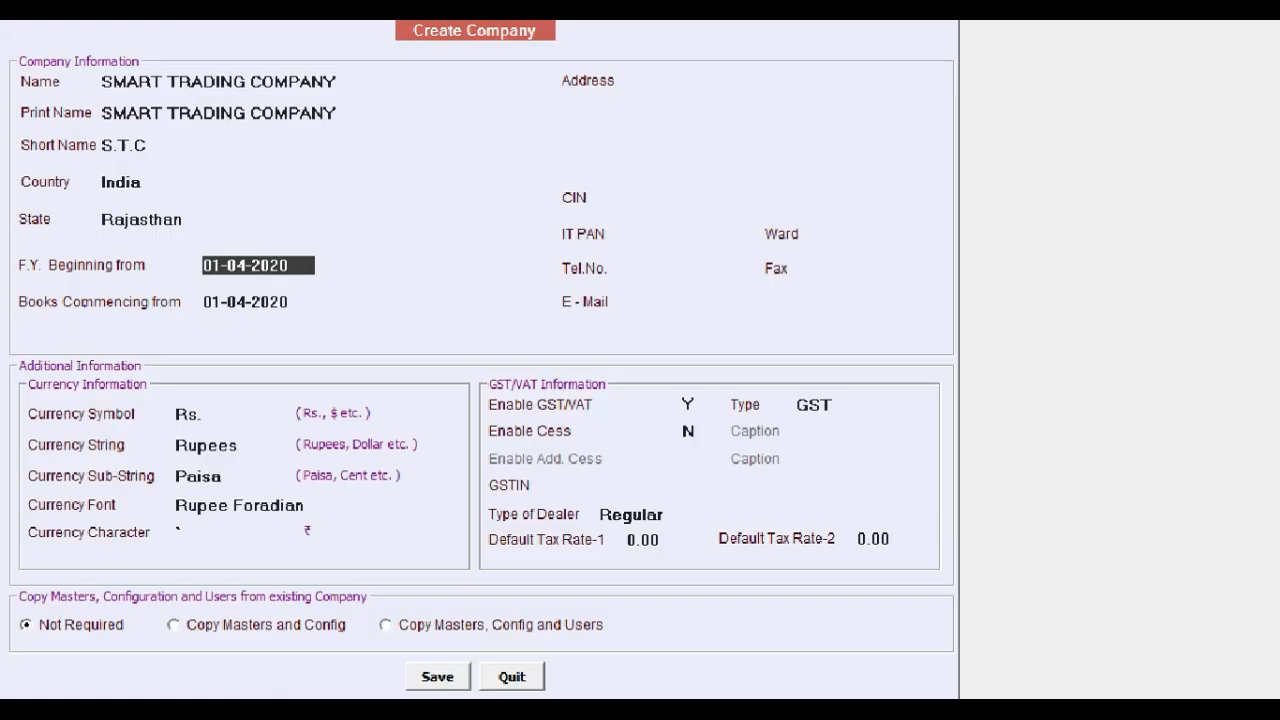 Create Company
Company Information
Name SMART TRADING COMPANY Address
Print Name SMART TRADING COMPANY
Short Name S.T.C
Country India
CIN
State Rajasthan
IT PAN Ward
F.Y. Beginning from 01-04-2020 Tel.No. Fax
Books Commencing from 01-04-2020 E - Mail
Additional Information
Currency Information
Currency Symbol Rs. ( Rs., $ etc. )
Currency String Rupees ( Rupees, Dollar etc. )
Currency Sub-String Paisa ( Paisa, Cent etc. )
Currency Font Rupee Foradian
Currency Character ` ₹
GST/VAT Information
Enable GST/VAT Y Type GST
Enable Cess N Caption
Enable Add. Cess Caption
GSTIN
Type of Dealer Regular
Default Tax Rate-1 0.00 Default Tax Rate-2 0.00
Copy Masters, Configuration and Users from existing Company
Not Required Copy Masters and Config Copy Masters, Config and Users
Save Quit